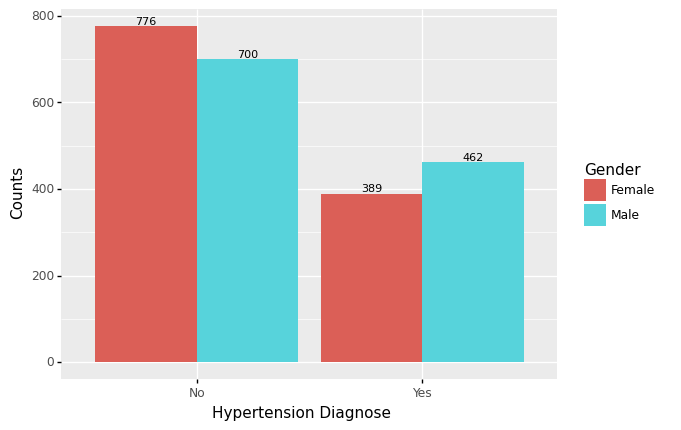 800
600
400
200
0
Counts
776
700
389
462
No
Yes
Hypertension Diagnose
Gender
Female
Male